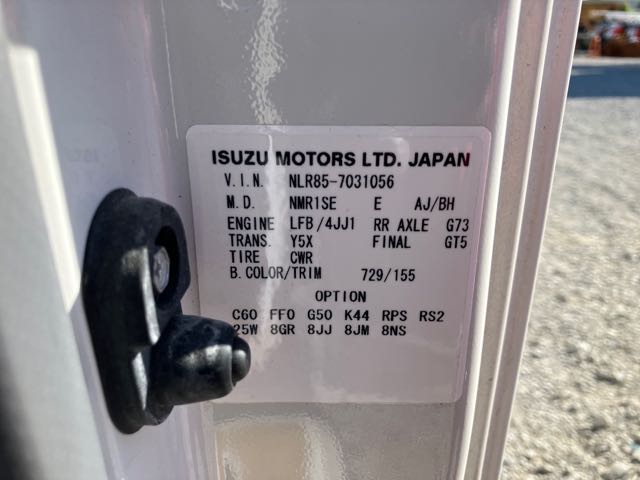 ISUZU MOTORS LTD. JAPAN
V.I.N. NLR85-7031056
M.D. NMR1SE E AJ/BH
ENGINE LFB/4JJ1 RR AXLE G73
TRANS. Y5X FINAL GT5
TIRE CWR
B.COLOR/TRIM 729/155
OPTION
C60 FF0 G50 K44 RPS RS2
25W 8GR 8JJ 8JM 8NS